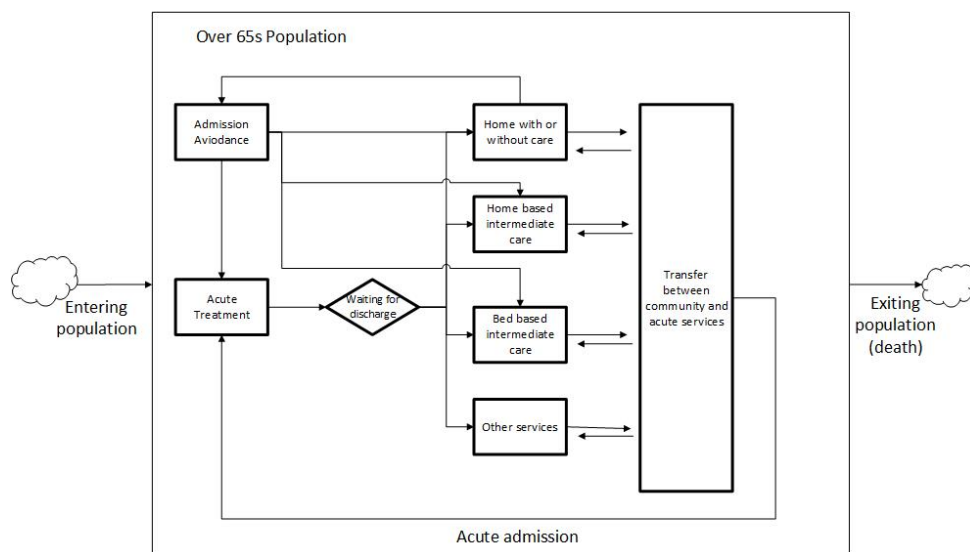 Over 65s Population
Admission
Aviodance
Home with or
without care
Home based
intermediate
care
Entering
population
Acute
Treatment
Waiting for
discharge
Bed based
intermediate
care
Transfer
between
community and
acute services
Exiting
population
(death)
Other services
Acute admission